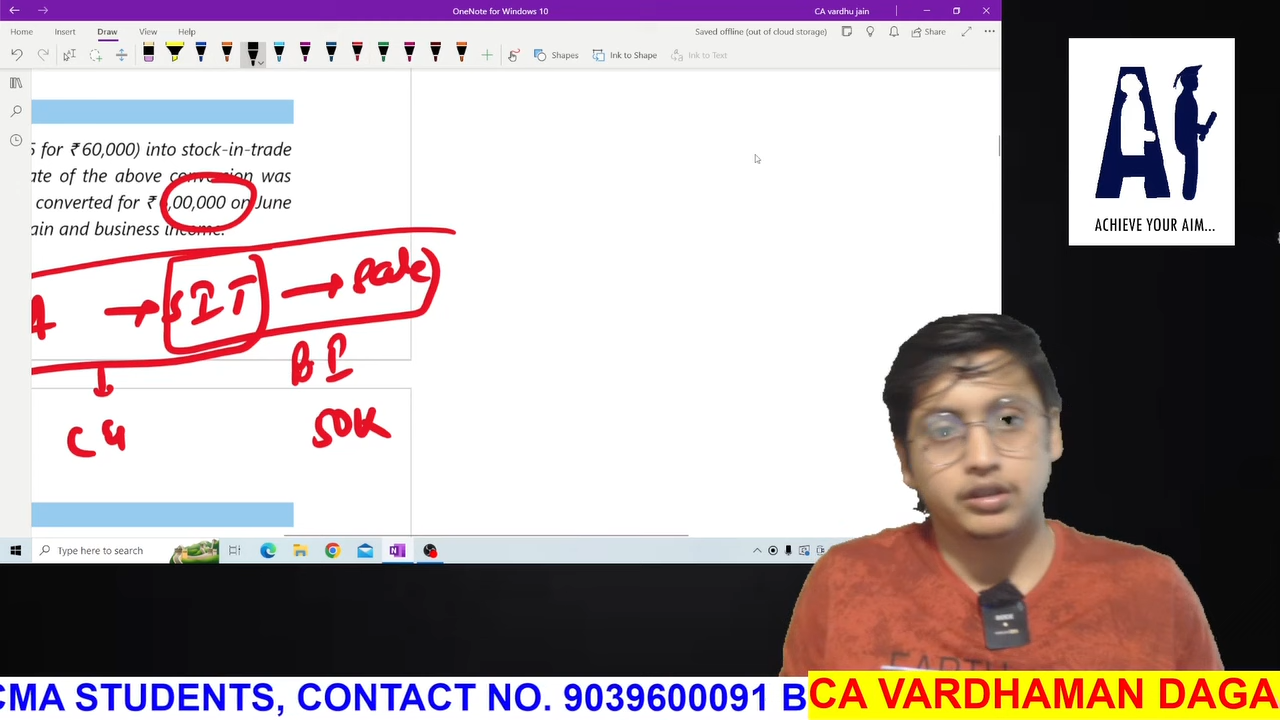 OneNote for Windows 10
CA vardhu jain
Home Insert Draw View Help
Saved offline (out of cloud storage)
Share
Shapes
Ink to Shape
Ink to Text
for ₹60,000) into stock-in-trade
ate of the above conversion was
converted for ₹ ,00,000 on June
ain and business income.
A → SIT → Sale
BI
CG
50K
ACHIEVE YOUR AIM...
Type here to search
EARTH
CMA STUDENTS, CONTACT NO. 9039600091 B
CA VARDHAMAN DAGA